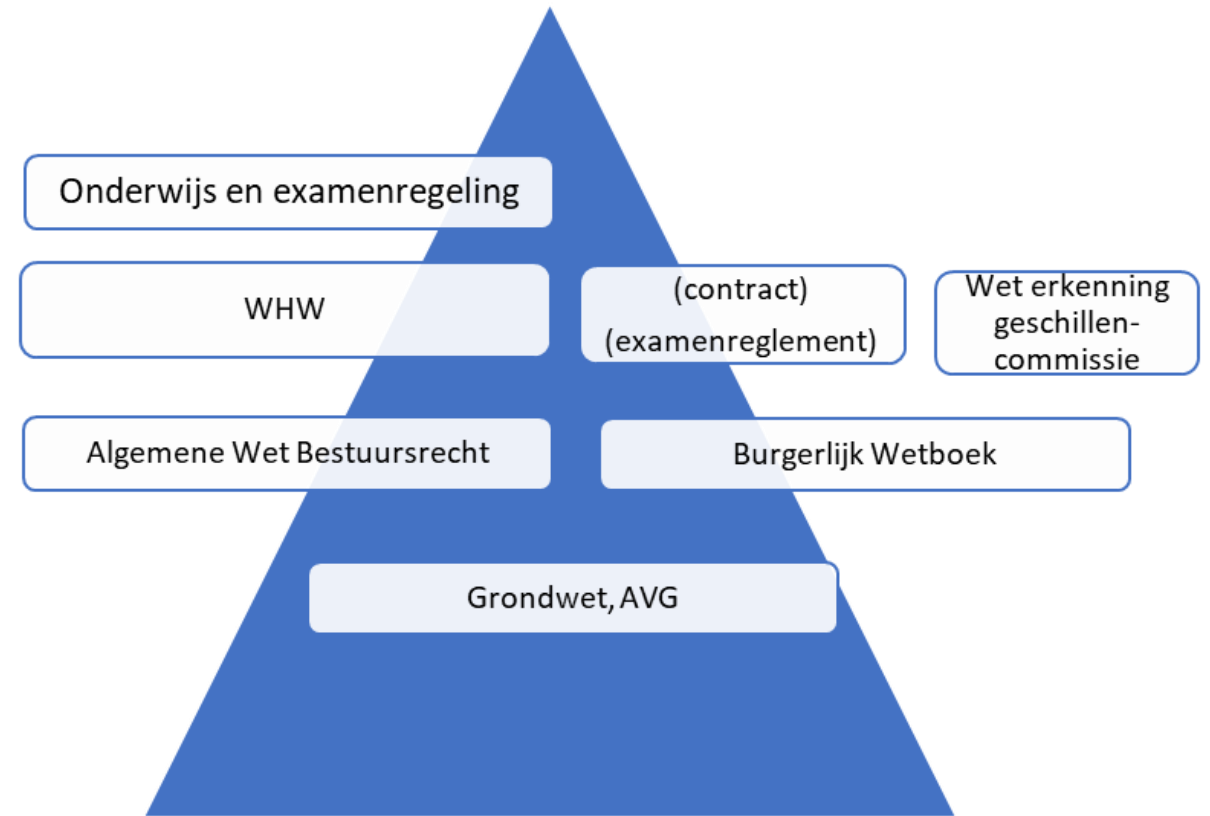 Onderwijs en examenregeling
WHW
(contract)
(examenreglement)
Wet erkenning
geschillen-
commissie
Algemene Wet Bestuursrecht
Burgerlijk Wetboek
Grondwet, AVG